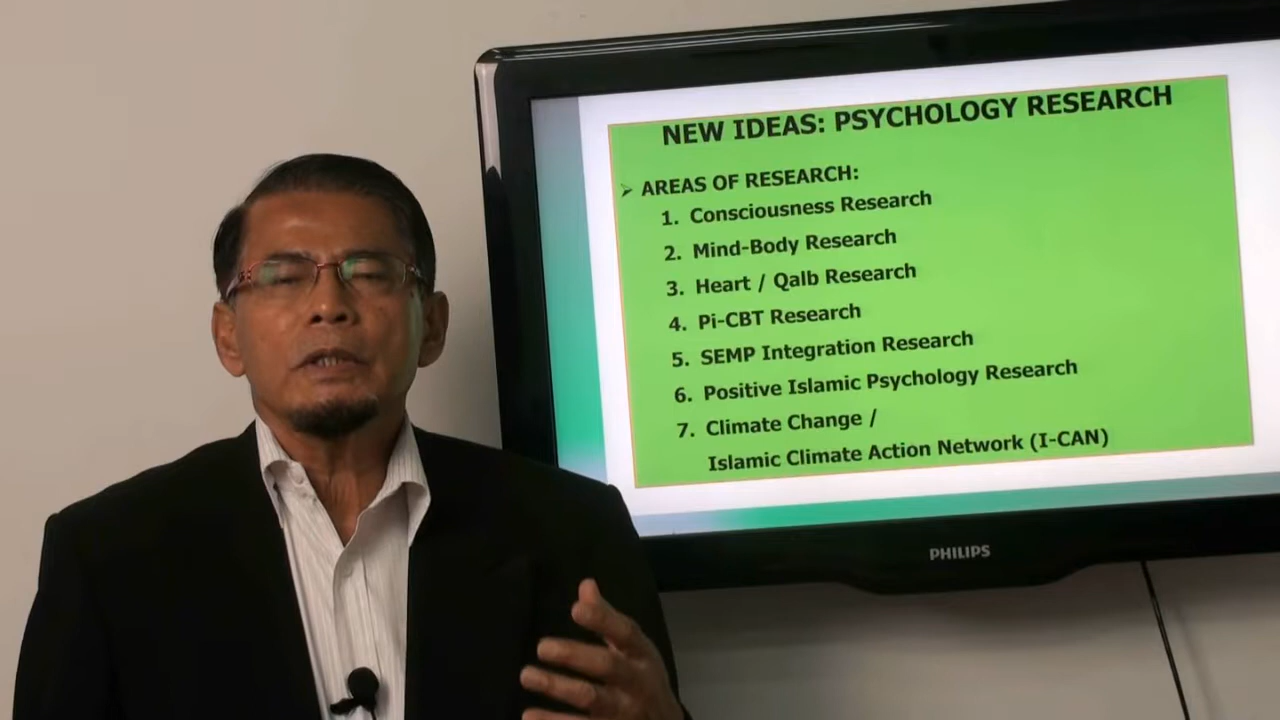 NEW IDEAS: PSYCHOLOGY RESEARCH
➢ AREAS OF RESEARCH:
1. Consciousness Research
2. Mind-Body Research
3. Heart / Qalb Research
4. Pi-CBT Research
5. SEMP Integration Research
6. Positive Islamic Psychology Research
7. Climate Change /
Islamic Climate Action Network (I-CAN)
PHILIPS